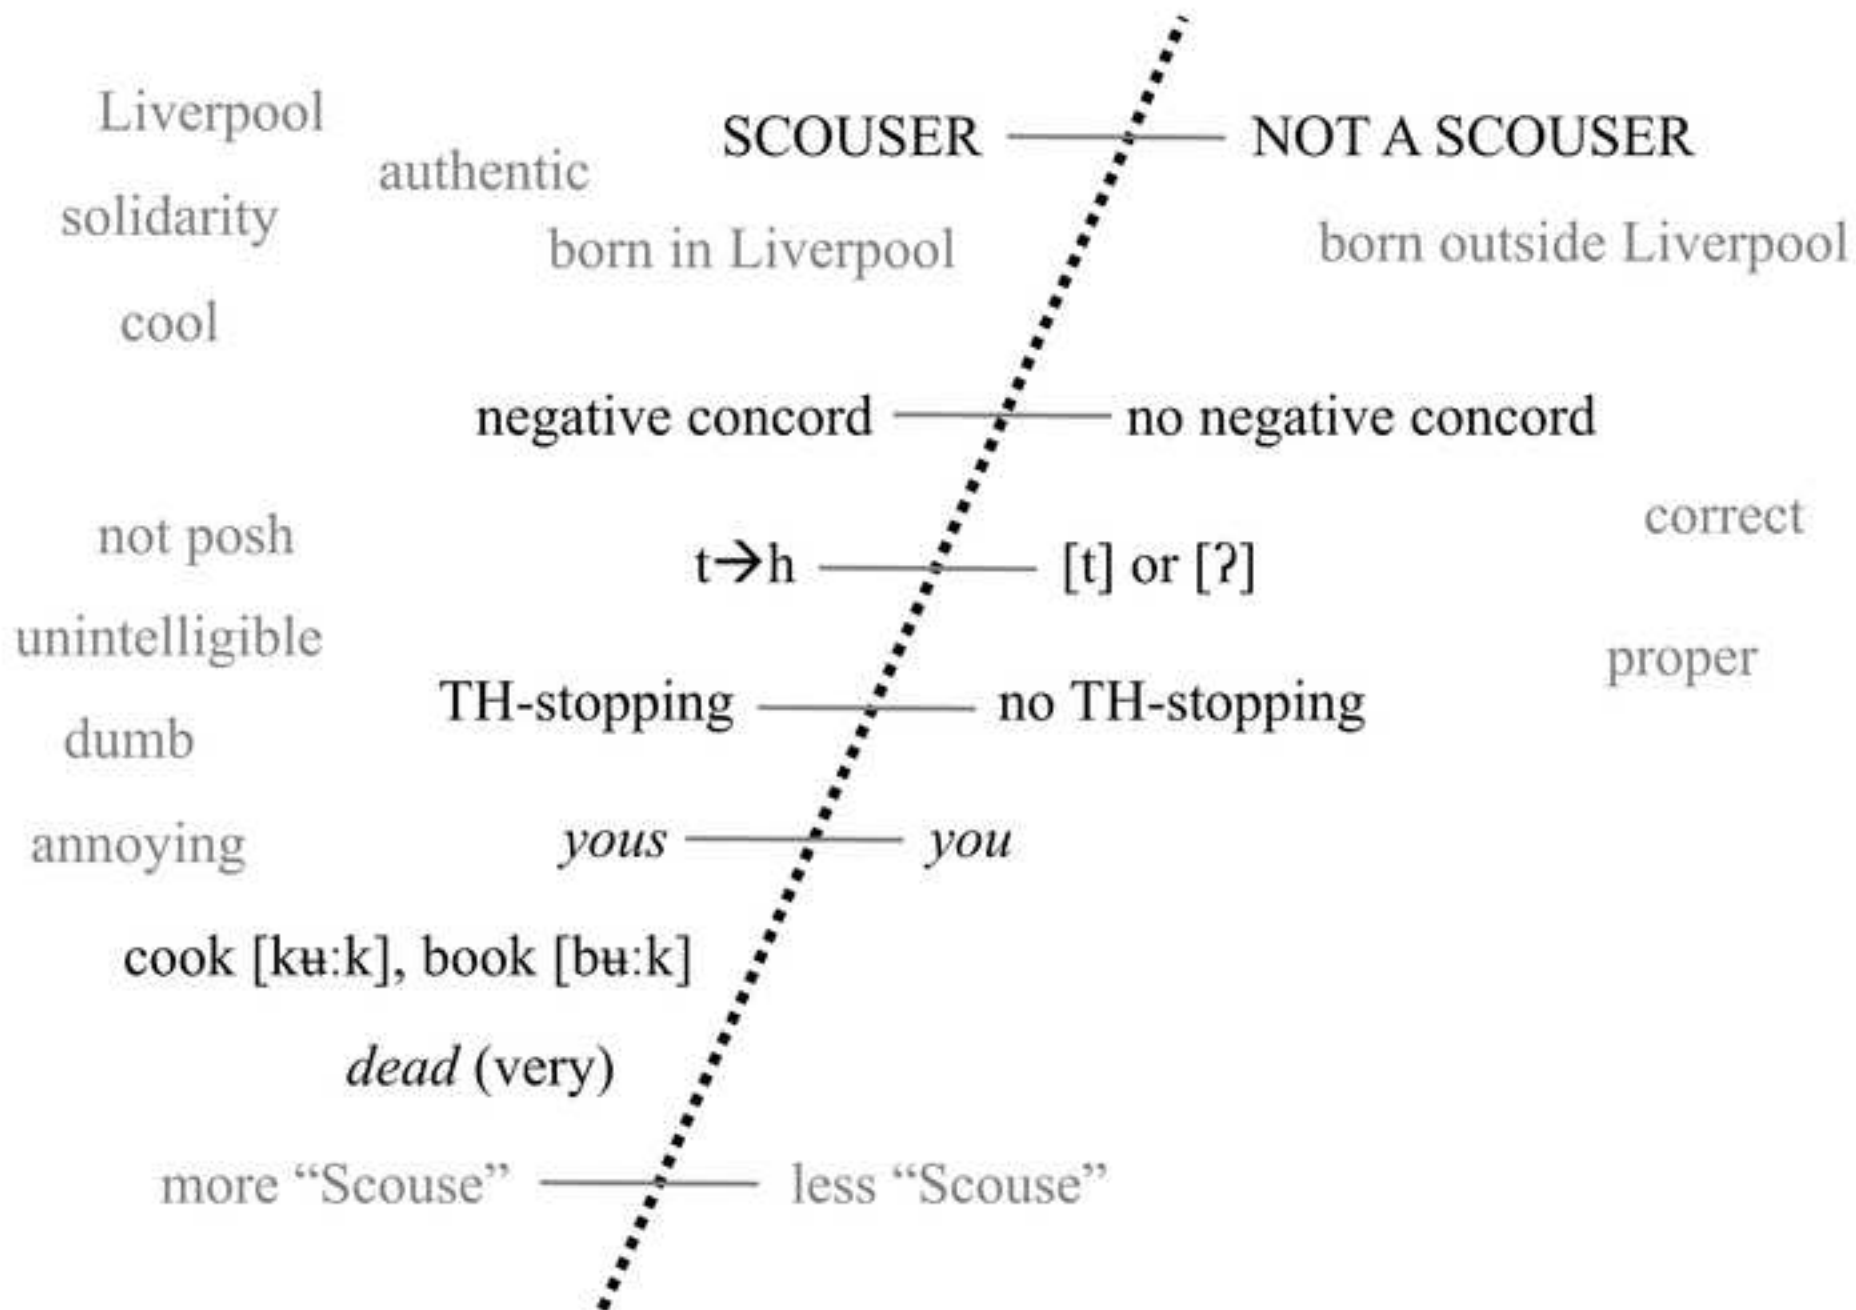 Liverpool
SCOUSER NOT A SCOUSER
authentic
solidarity
born in Liverpool born outside Liverpool
cool
negative concord no negative concord
correct
not posh
t→h [t] or [ʔ]
unintelligible
proper
TH-stopping no TH-stopping
dumb
yous you
annoying
cook [kʉ:k], book [bʉ:k]
dead (very)
more “Scouse” less “Scouse”